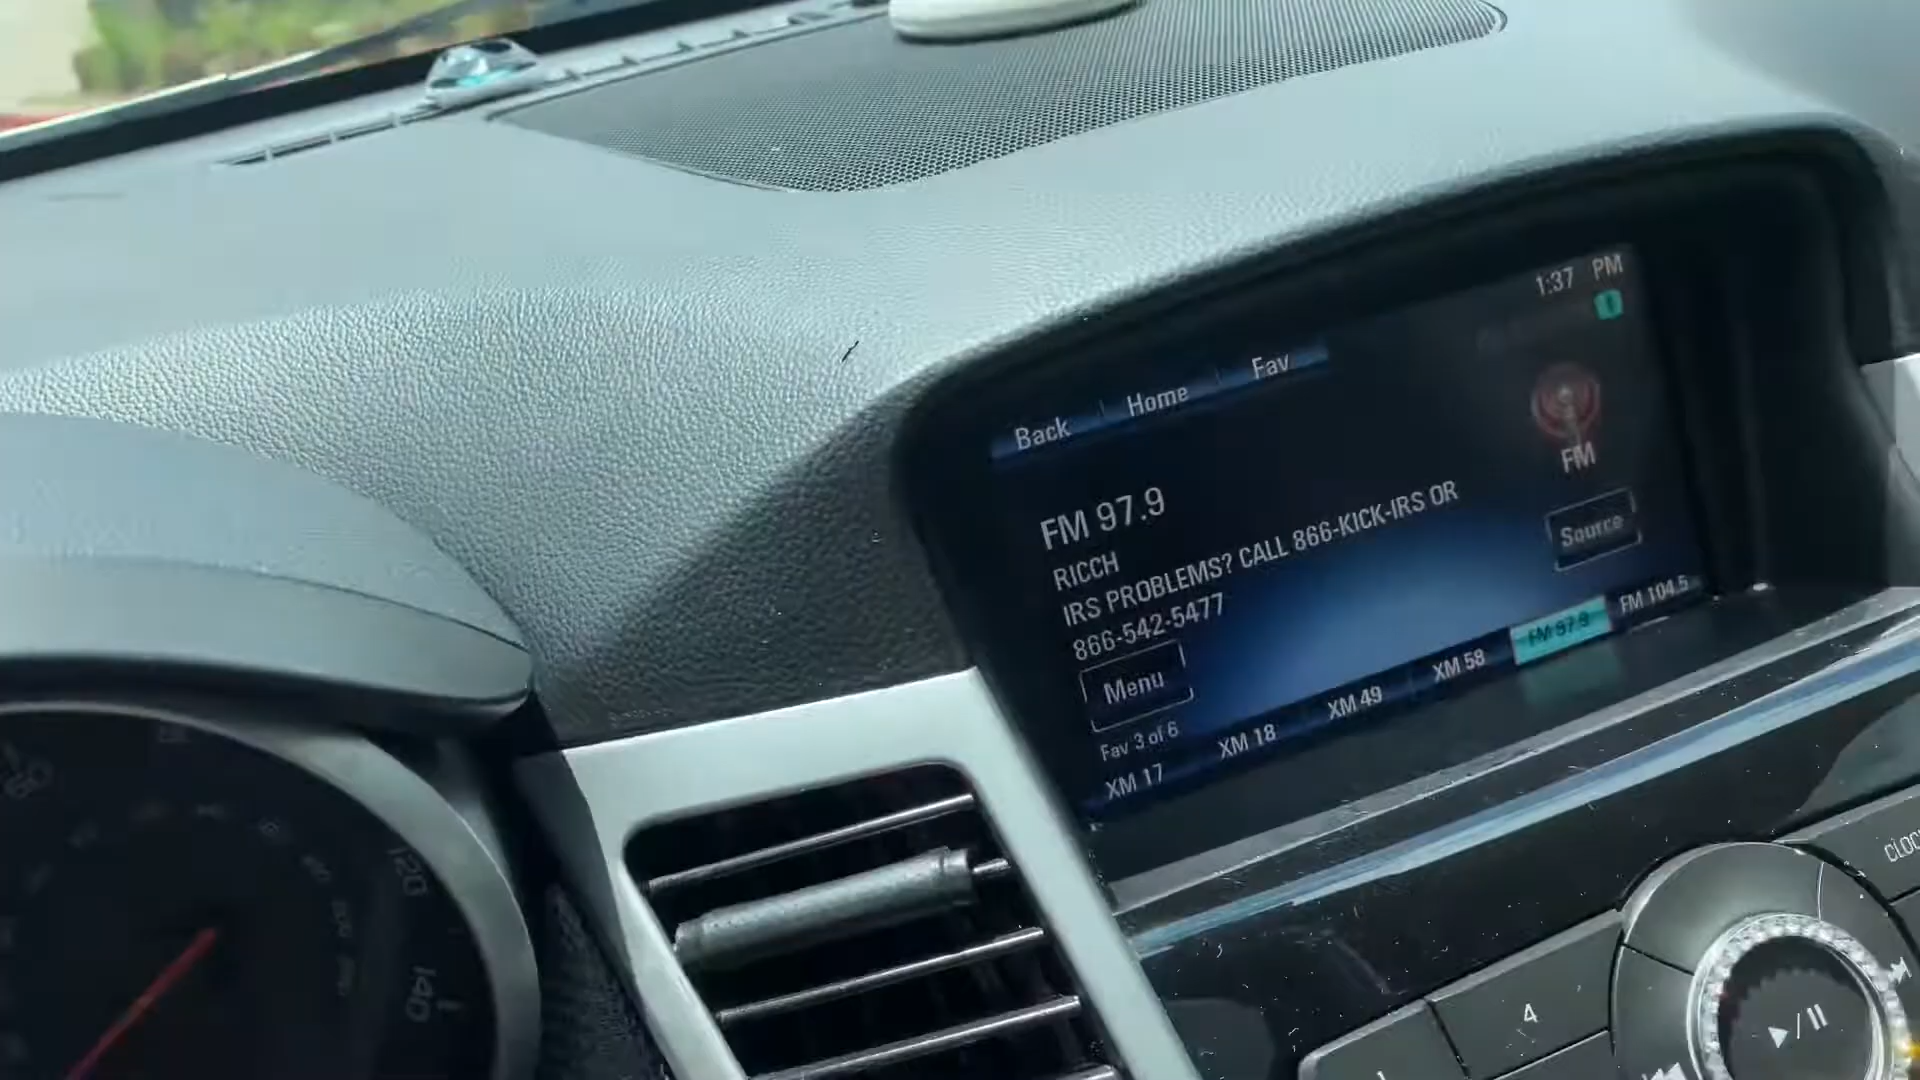 1:37 PM
Back Home Fav
FM
FM 97.9
RICCH
IRS PROBLEMS? CALL 866-KICK-IRS OR
866-542-5477
Source
Menu
Fav 3 of 6
XM 17 XM 18 XM 49 XM 58 FM 97.9 FM 104.5
120
140
4